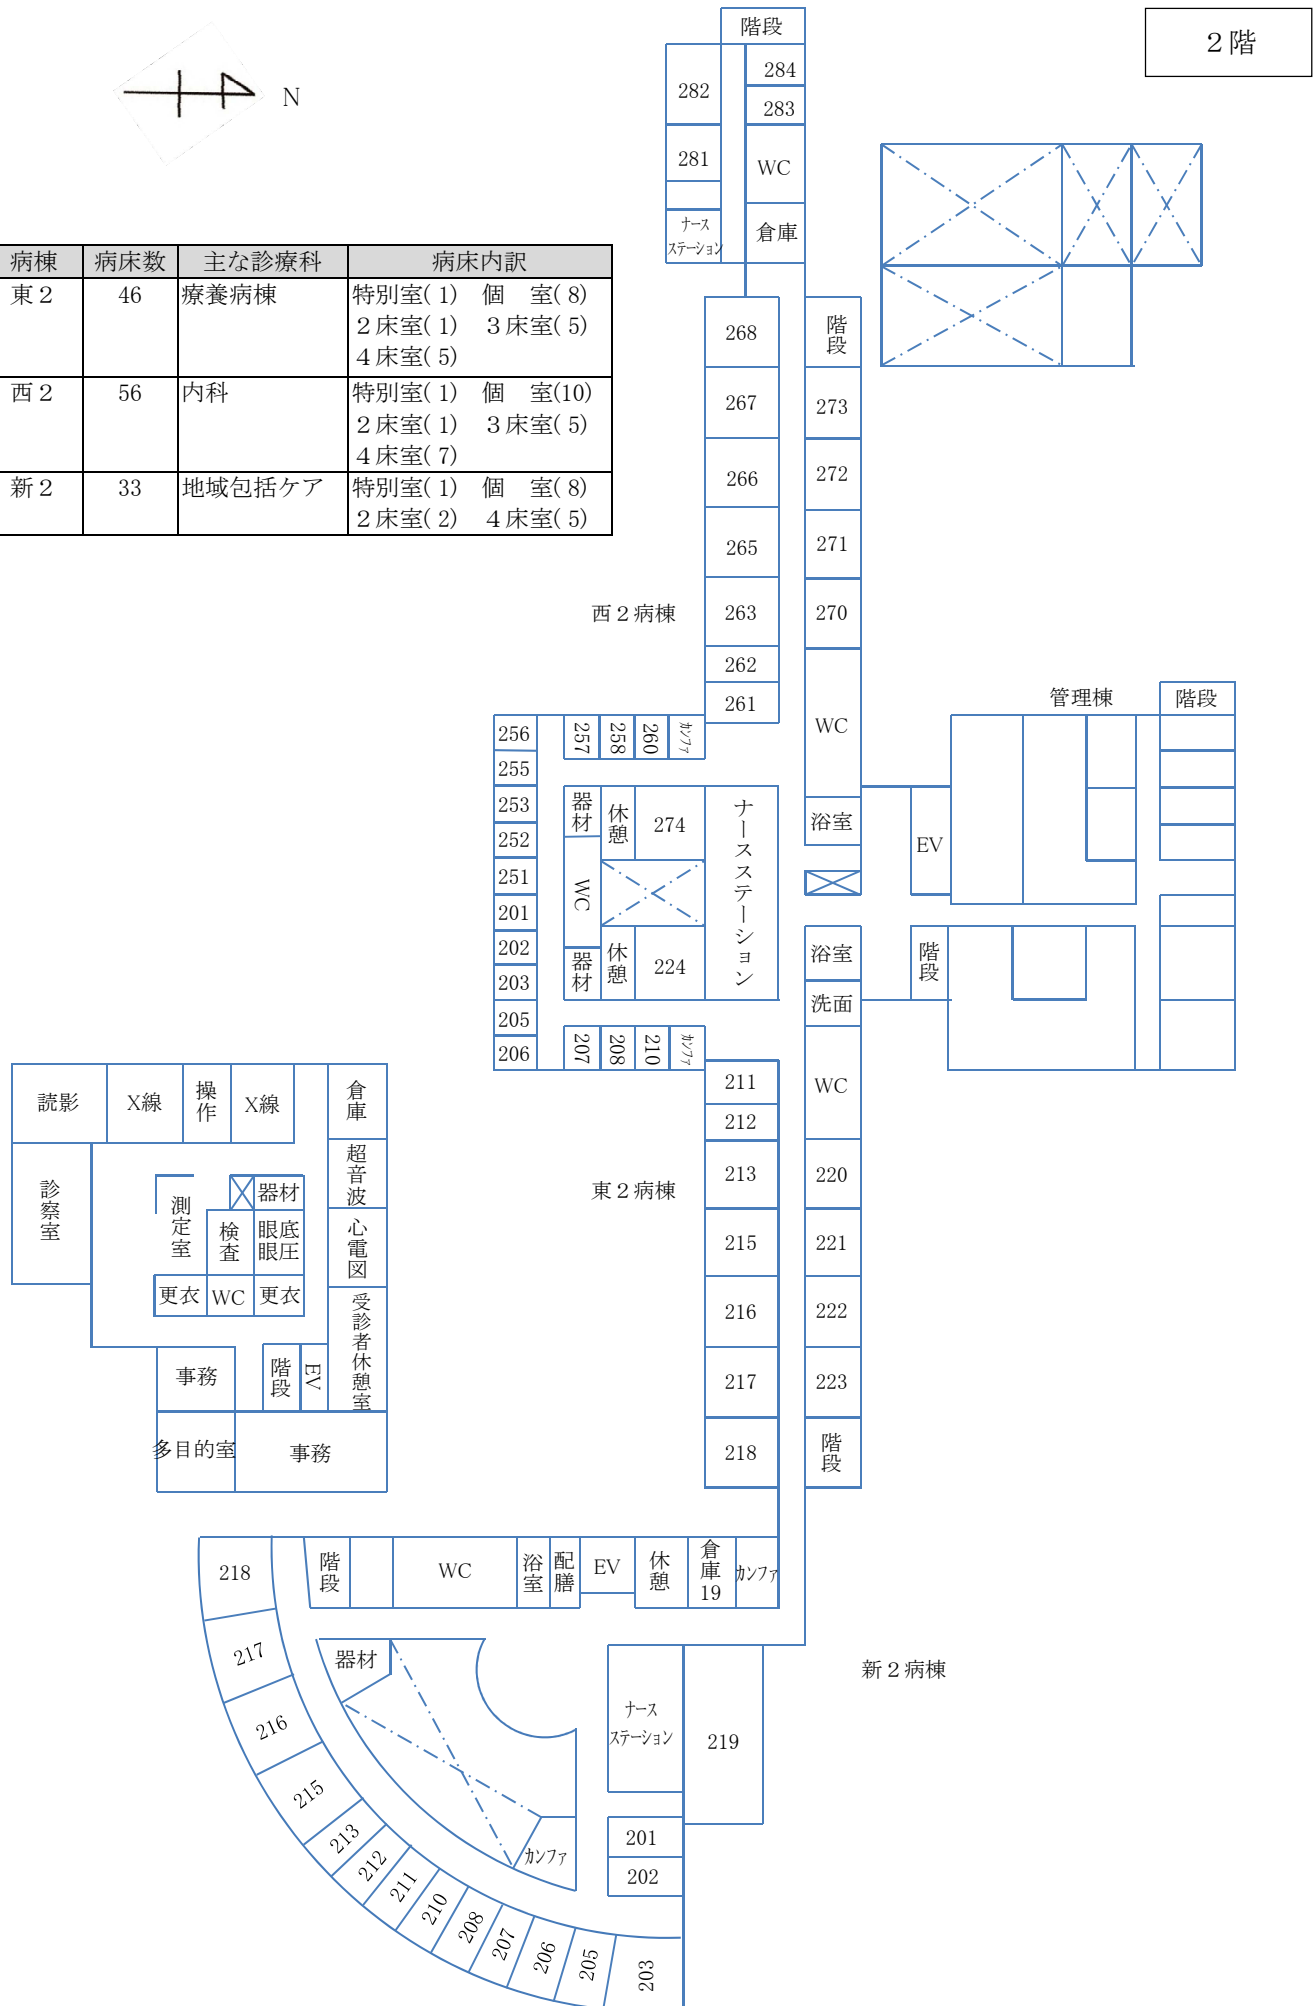 ２階
N
病棟 病床数 主な診療科 病床内訳
東２ 46 療養病棟 特別室( 1) 個　室( 8)
２床室( 1) ３床室( 5)
４床室( 5)
西２ 56 内科 特別室( 1) 個　室(10)
２床室( 1) ３床室( 5)
４床室( 7)
新２ 33 地域包括ケア 特別室( 1) 個　室( 8)
２床室( 2) ４床室( 5)
階段
282
284
283
281
WC
ナース
ステーション
倉庫
268
階段
267
273
266
272
265
271
西２病棟
263
270
262
261
WC
管理棟
階段
256
257
258
260
カンファ
255
253
器材
休憩
274
ナースステーション
浴室
EV
252
251
WC
201
202
203
器材
休憩
224
浴室
階段
洗面
205
206
207
208
210
カンファ
211
WC
212
東２病棟
213
220
215
221
216
222
217
223
218
階段
読影
X線
操作
X線
倉庫
診察室
超音波
測定室
器材
検査
眼底
眼圧
心電図
更衣
WC
更衣
受診者休憩室
事務
階段
EV
多目的室
事務
218
階段
WC
浴室
配膳
EV
休憩
倉庫
19
カンファ
217
器材
新２病棟
216
ナース
ステーション
219
215
213
201
212
カンファ
202
211
210
208
207
206
205
203